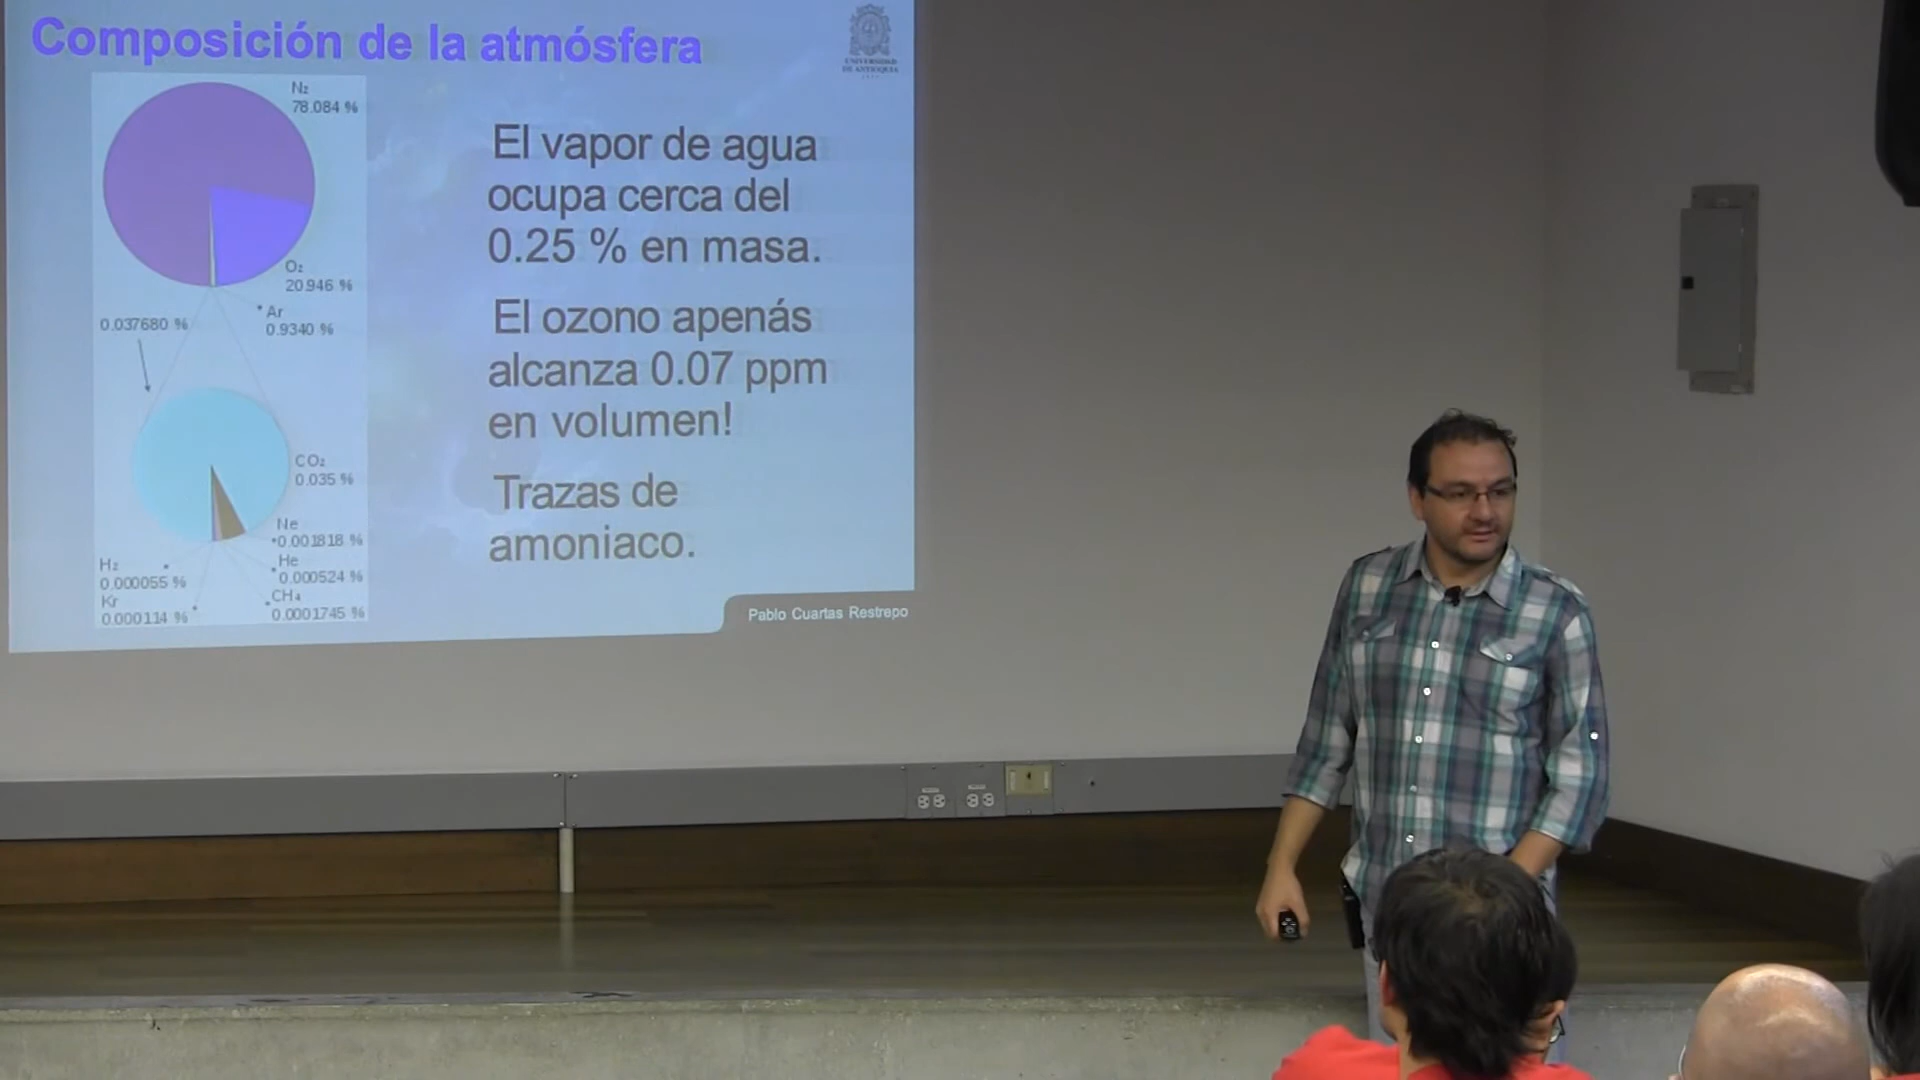 Composición de la atmósfera
UNIVERSIDAD
DE ANTIOQUIA
N₂
78.084 %
O₂
20.946 %
Ar
0.9340 %
0.037680 %
CO₂
0.035 %
Ne
0.001818 %
He
0.000524 %
CH₄
0.0001745 %
H₂
0.000055 %
Kr
0.000114 %
El vapor de agua
ocupa cerca del
0.25 % en masa.
El ozono apenás
alcanza 0.07 ppm
en volumen!
Trazas de
amoniaco.
Pablo Cuartas Restrepo